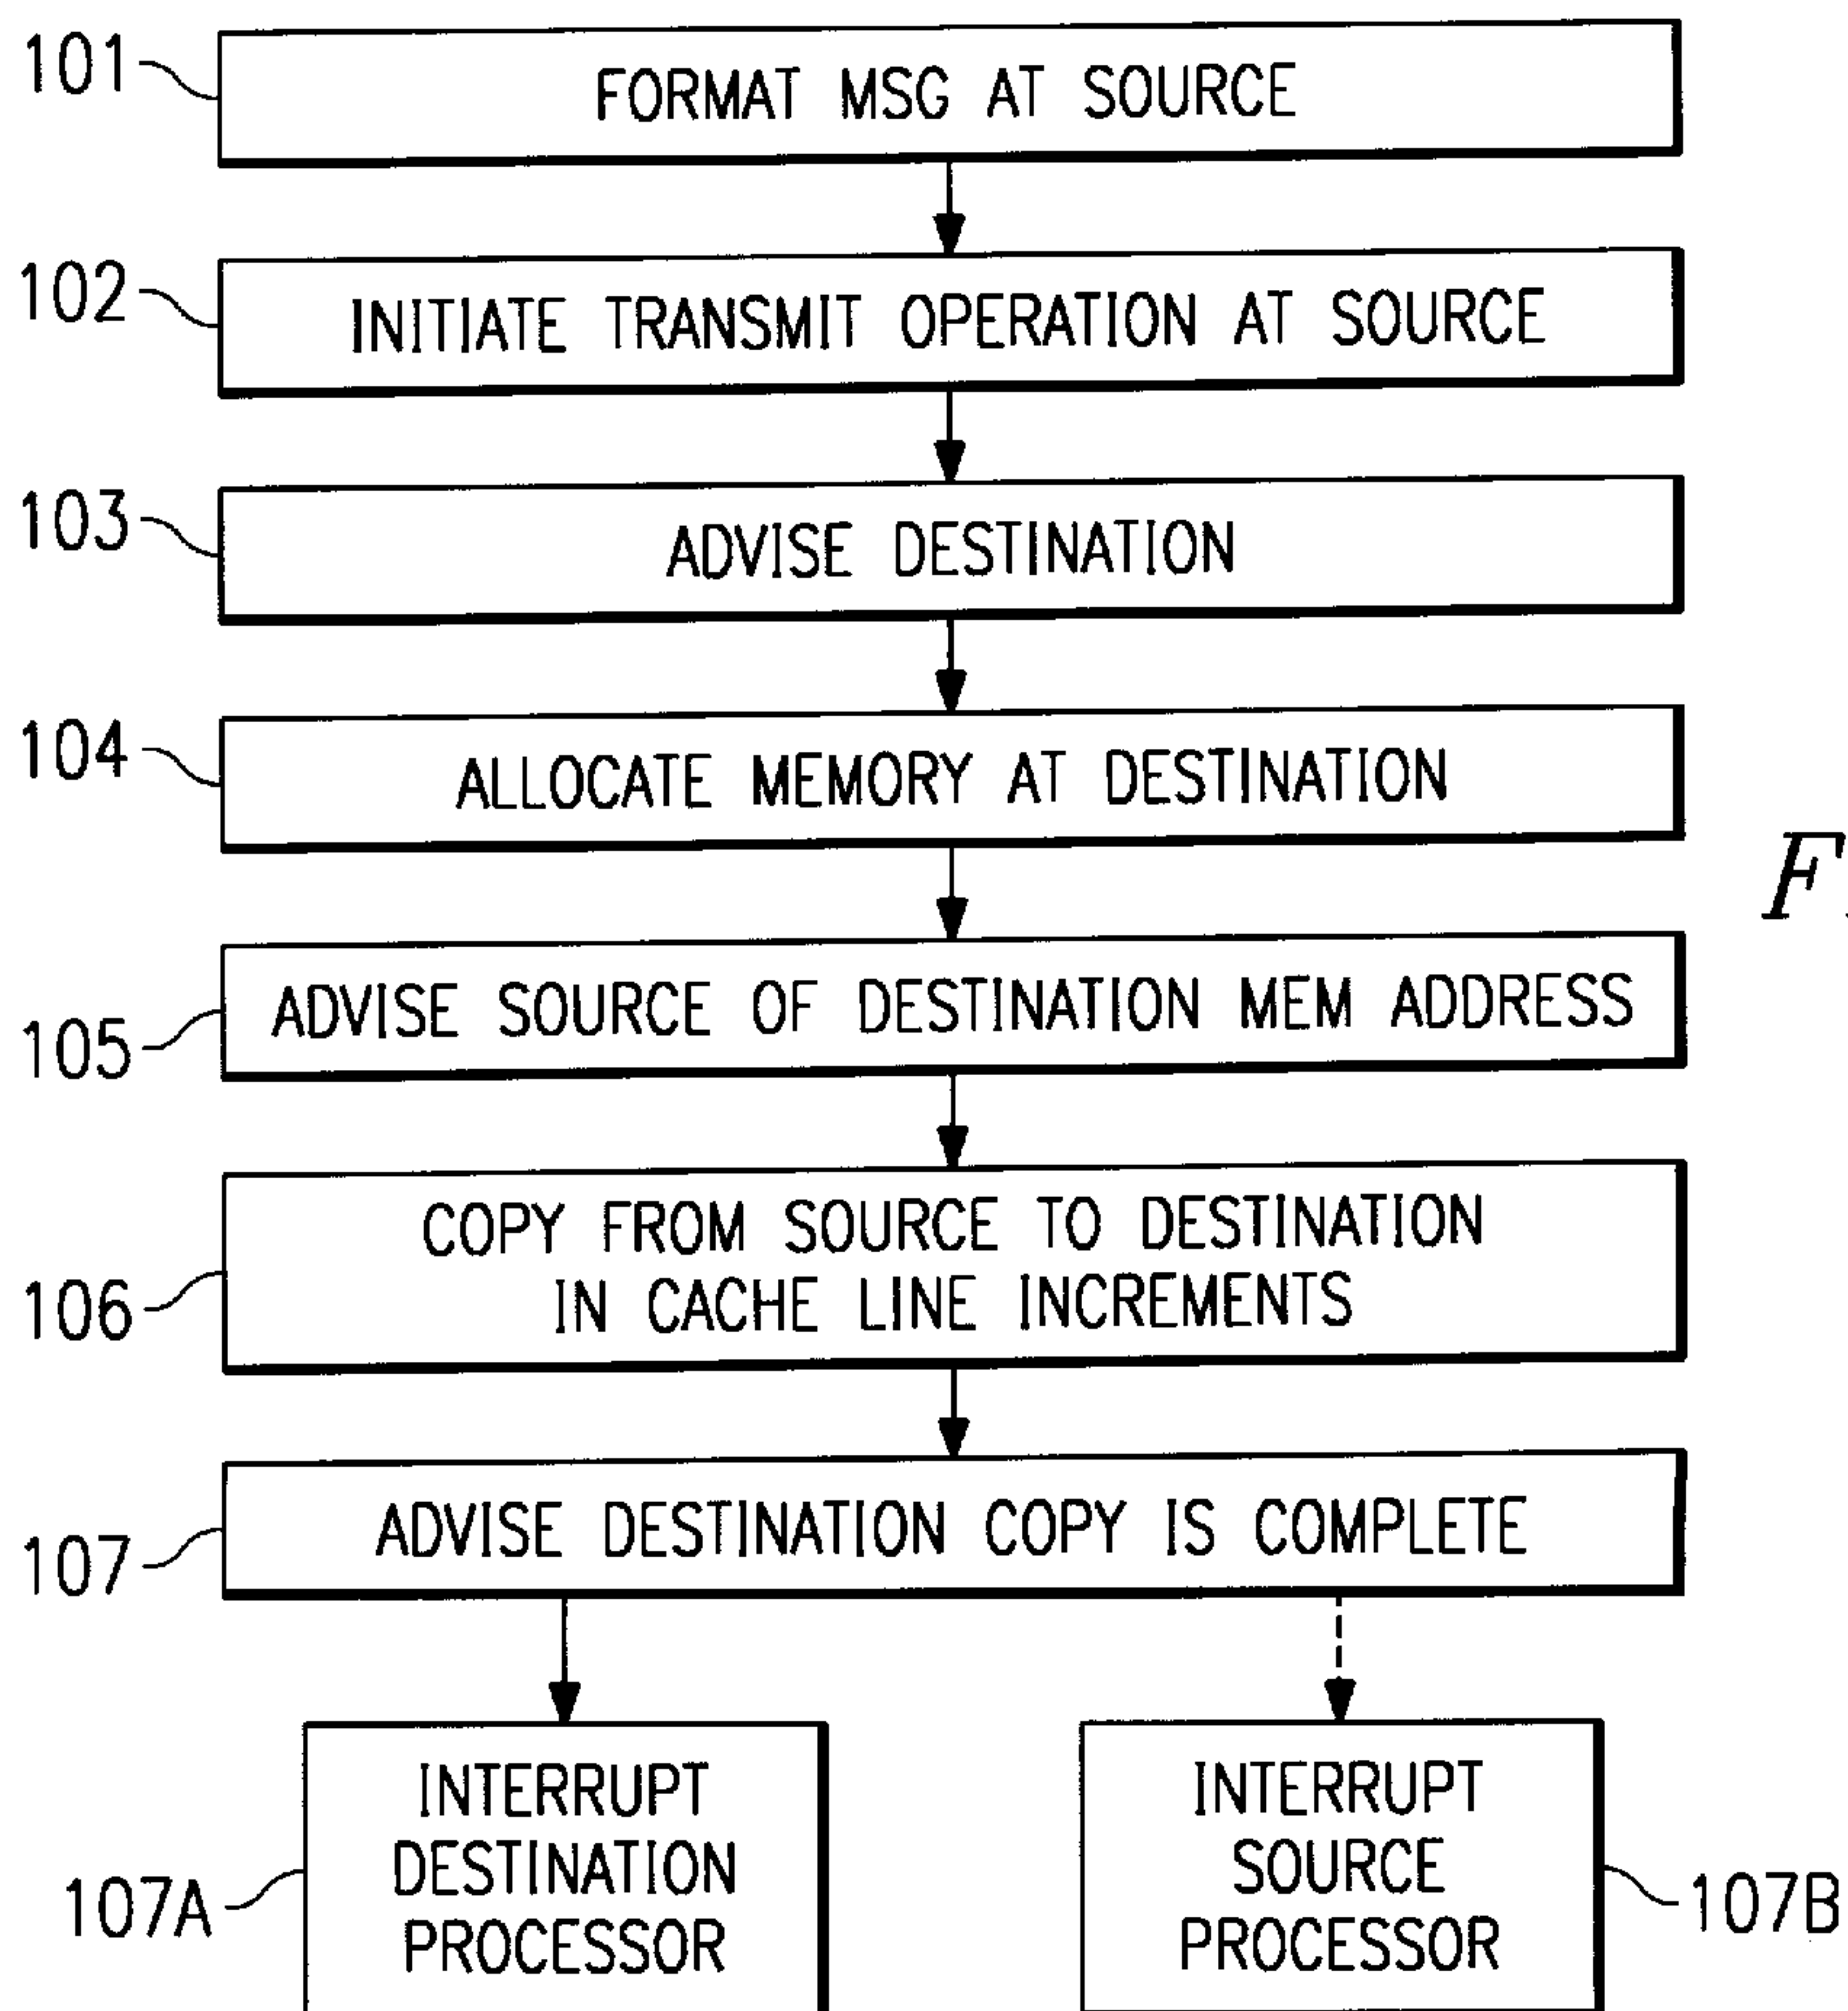 101
FORMAT MSG AT SOURCE
102
INITIATE TRANSMIT OPERATION AT SOURCE
103
ADVISE DESTINATION
104
ALLOCATE MEMORY AT DESTINATION
F
105
ADVISE SOURCE OF DESTINATION MEM ADDRESS
106
COPY FROM SOURCE TO DESTINATION
IN CACHE LINE INCREMENTS
107
ADVISE DESTINATION COPY IS COMPLETE
107A
INTERRUPT
DESTINATION
PROCESSOR
INTERRUPT
SOURCE
PROCESSOR
107B